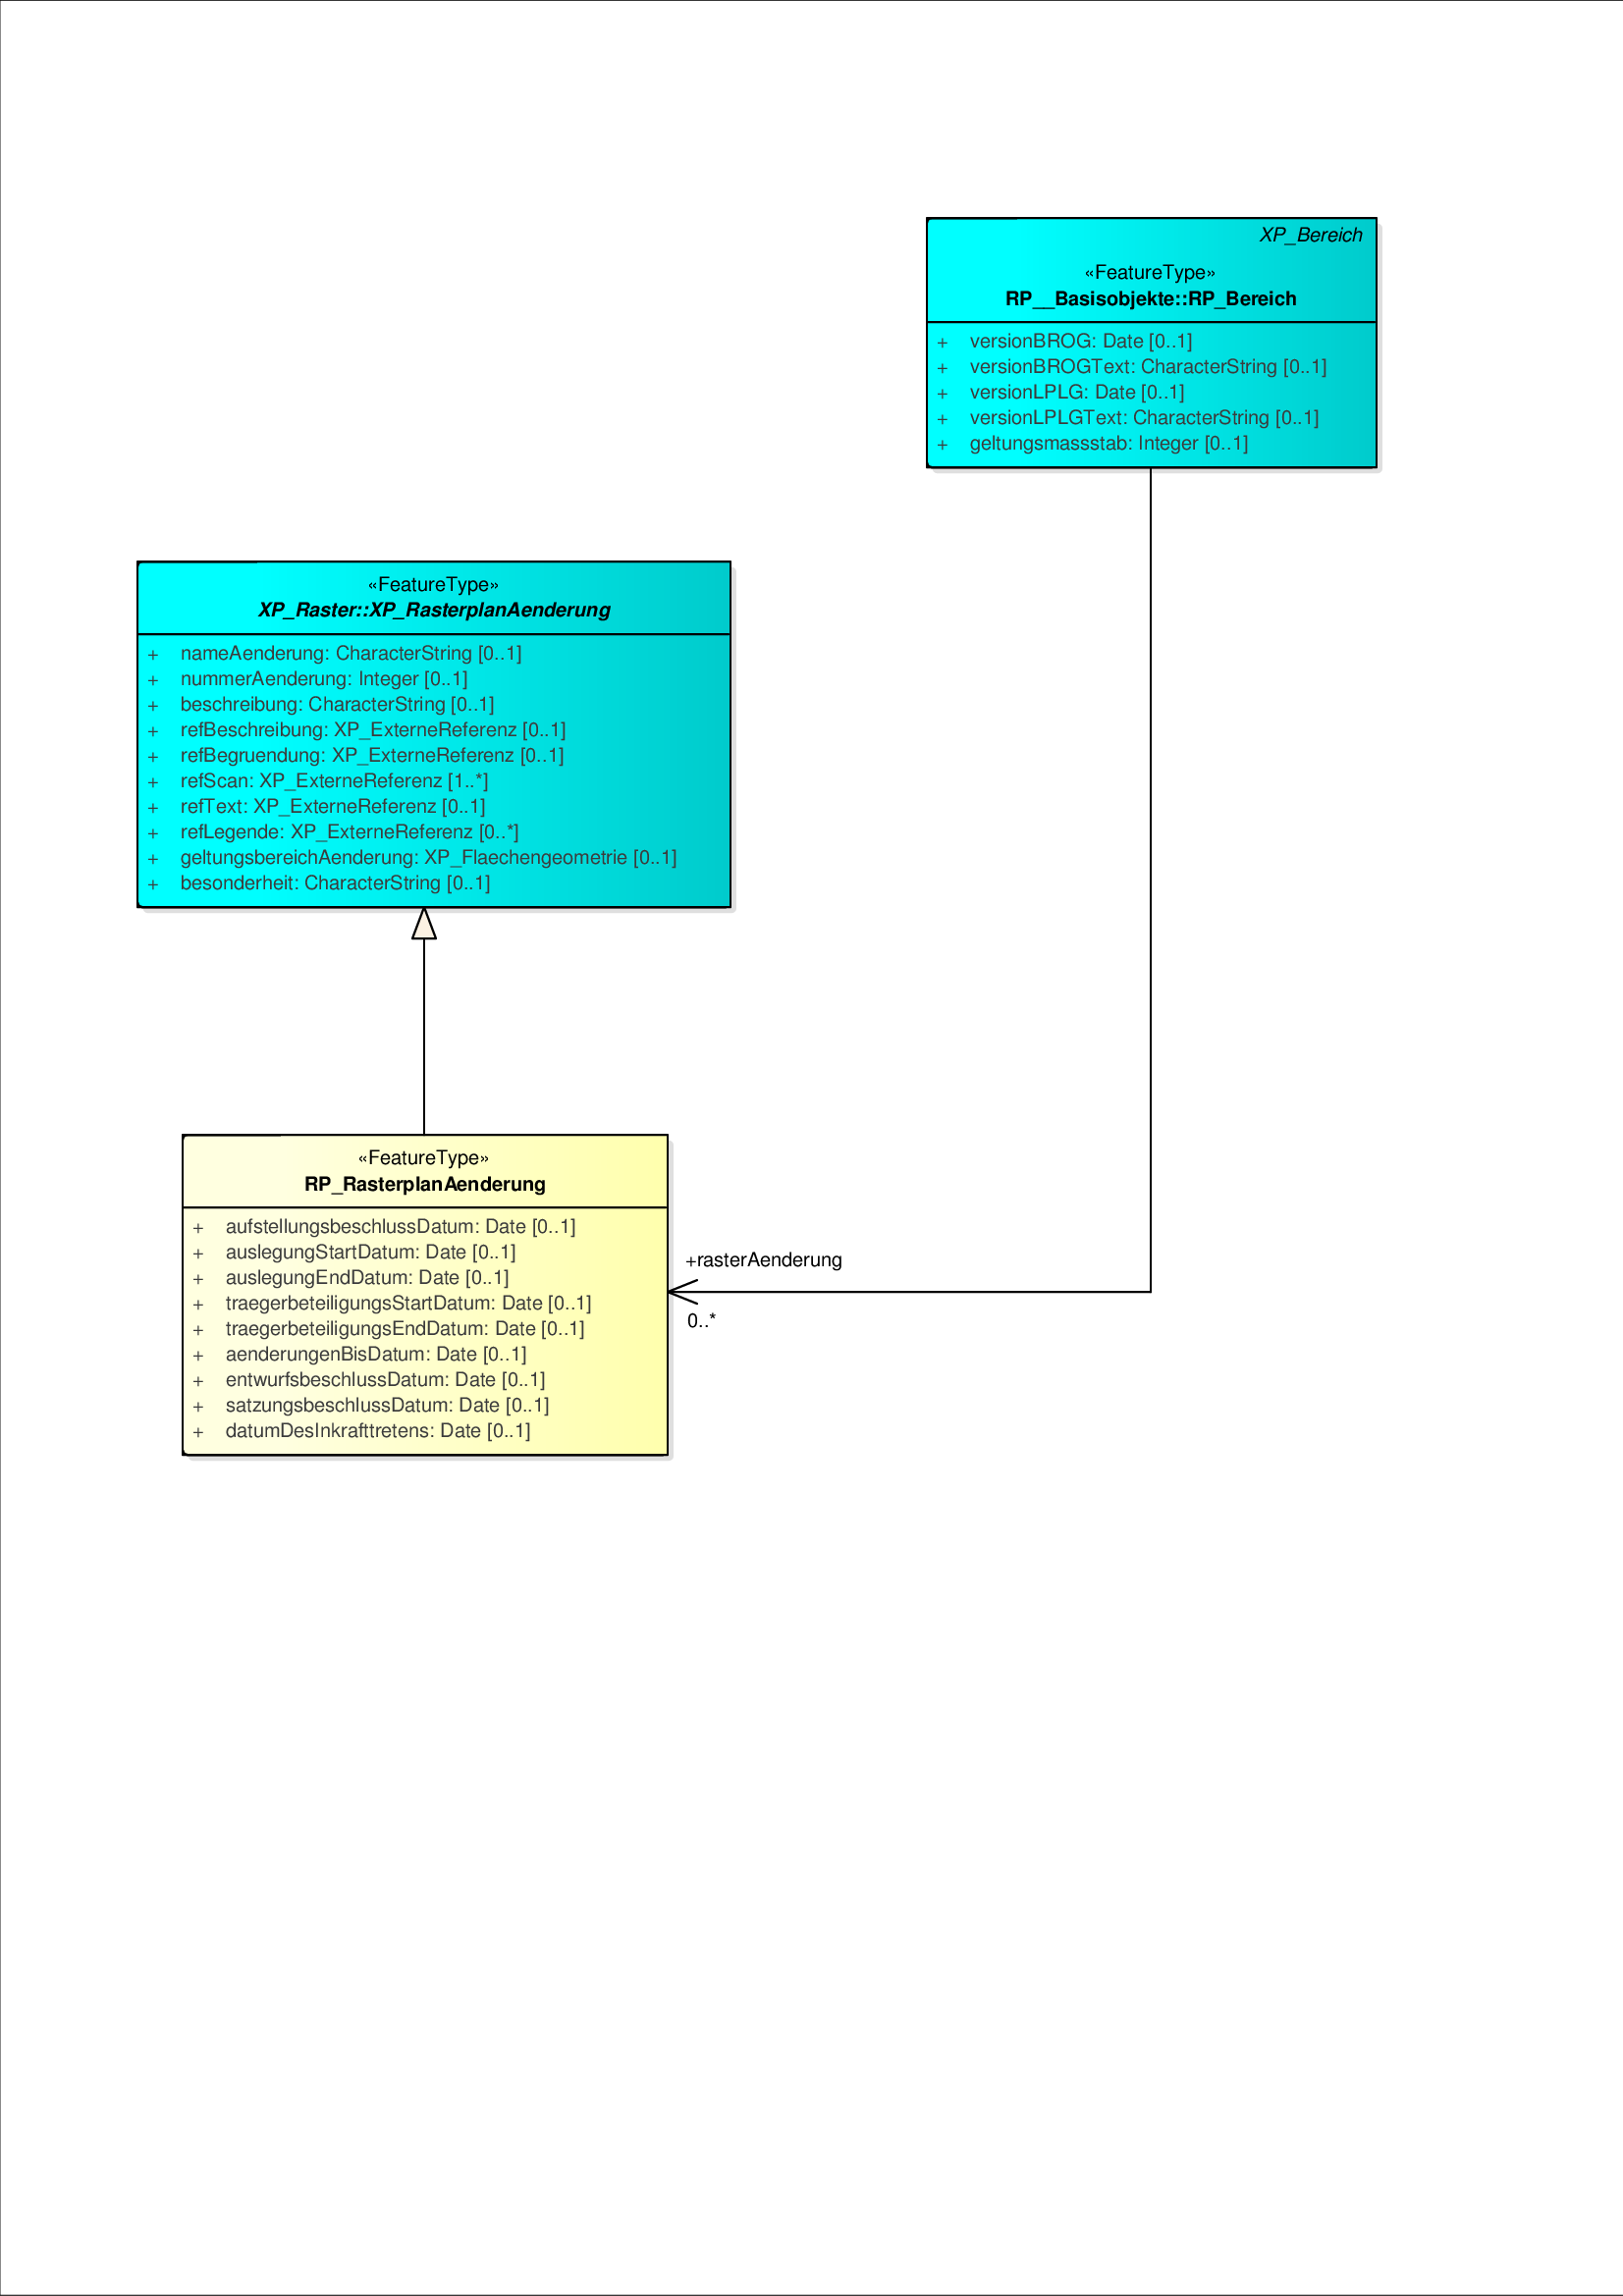 XP_Bereich
«FeatureType»
RP__Basisobjekte::RP_Bereich
+ versionBROG: Date [0..1]
+ versionBROGText: CharacterString [0..1]
+ versionLPLG: Date [0..1]
+ versionLPLGText: CharacterString [0..1]
+ geltungsmassstab: Integer [0..1]
«FeatureType»
XP_Raster::XP_RasterplanAenderung
+ nameAenderung: CharacterString [0..1]
+ nummerAenderung: Integer [0..1]
+ beschreibung: CharacterString [0..1]
+ refBeschreibung: XP_ExterneReferenz [0..1]
+ refBegruendung: XP_ExterneReferenz [0..1]
+ refScan: XP_ExterneReferenz [1..*]
+ refText: XP_ExterneReferenz [0..1]
+ refLegende: XP_ExterneReferenz [0..*]
+ geltungsbereichAenderung: XP_Flaechengeometrie [0..1]
+ besonderheit: CharacterString [0..1]
«FeatureType»
RP_RasterplanAenderung
+ aufstellungsbeschlussDatum: Date [0..1]
+ auslegungStartDatum: Date [0..1]
+ auslegungEndDatum: Date [0..1]
+ traegerbeteiligungsStartDatum: Date [0..1]
+ traegerbeteiligungsEndDatum: Date [0..1]
+ aenderungenBisDatum: Date [0..1]
+ entwurfsbeschlussDatum: Date [0..1]
+ satzungsbeschlussDatum: Date [0..1]
+ datumDesInkrafttretens: Date [0..1]
+rasterAenderung
0..*